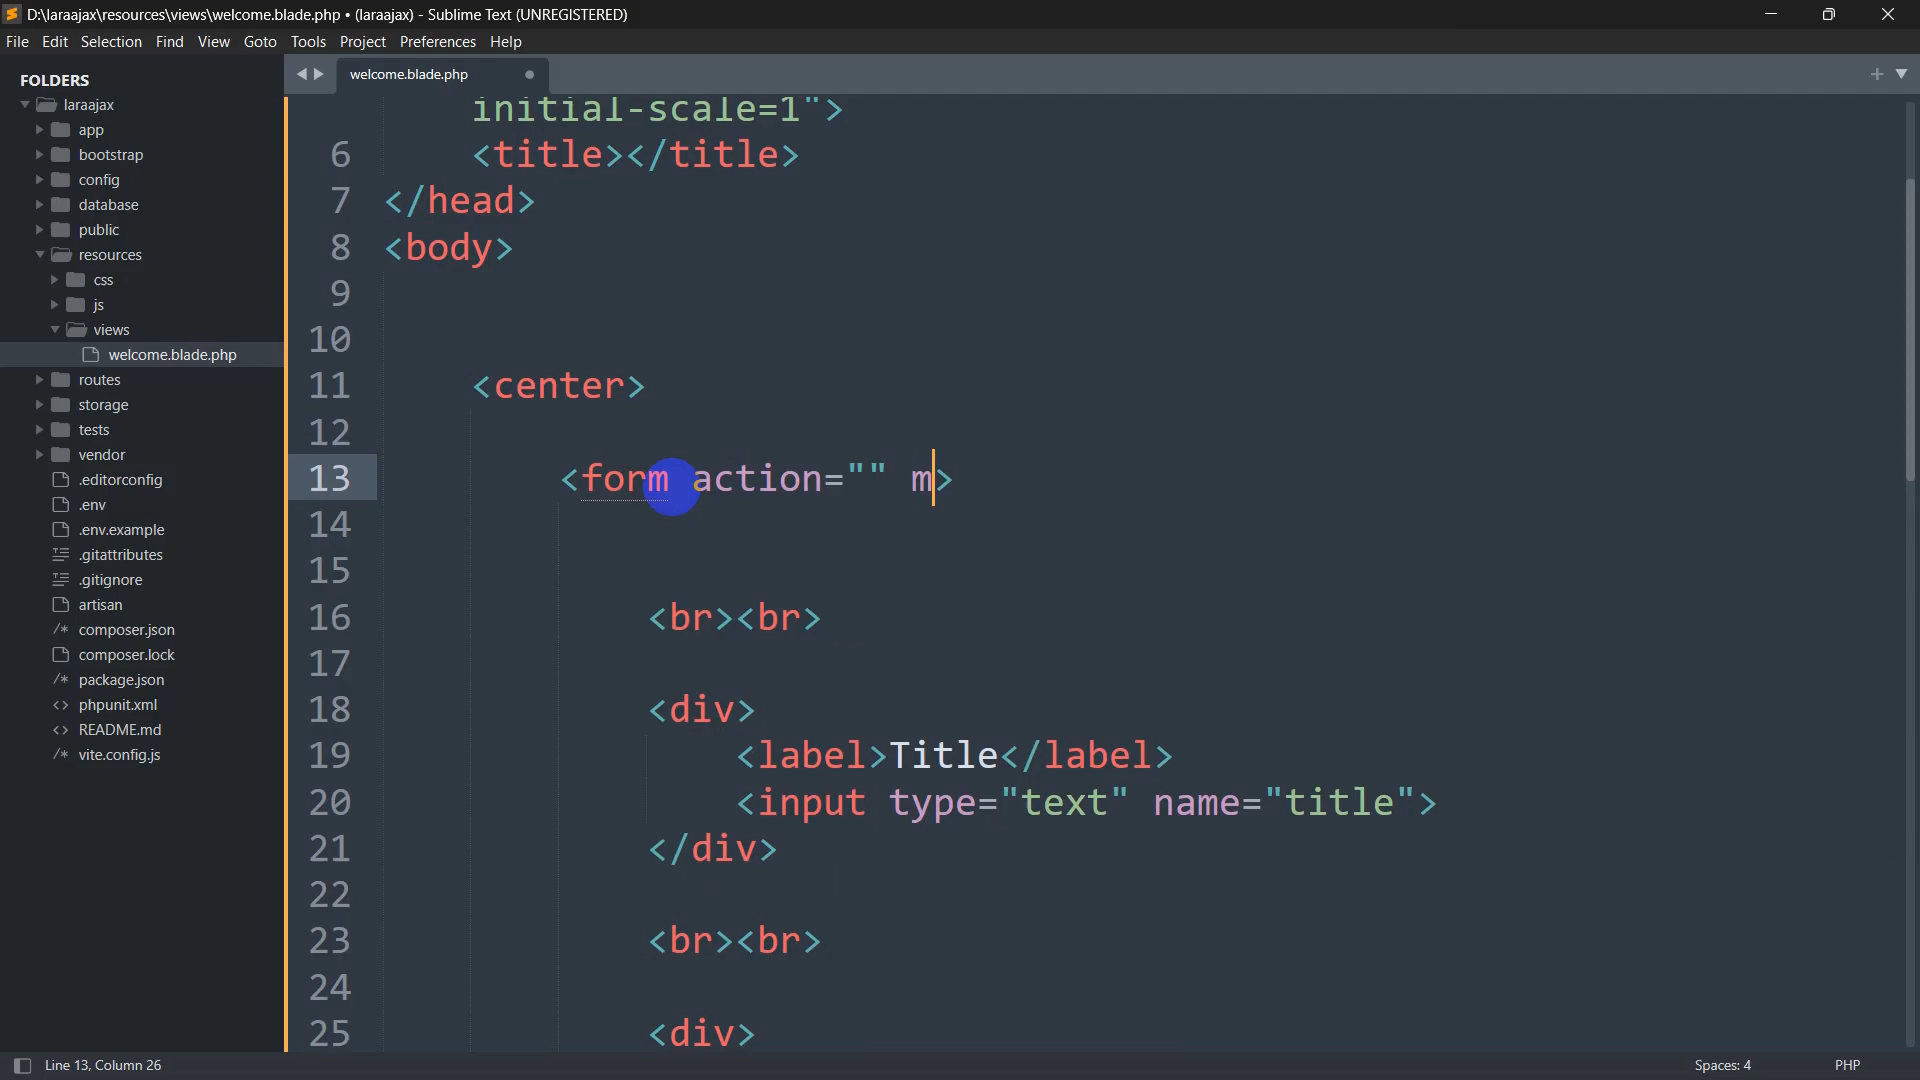 D:\laraajax\resources\views\welcome.blade.php • (laraajax) - Sublime Text (UNREGISTERED)
File Edit Selection Find View Goto Tools Project Preferences Help
FOLDERS
laraajax
app
bootstrap
config
database
public
resources
css
js
views
welcome.blade.php
routes
storage
tests
vendor
.editorconfig
.env
.env.example
.gitattributes
.gitignore
artisan
/* composer.json
composer.lock
/* package.json
<> phpunit.xml
<> README.md
/* vite.config.js
welcome.blade.php
initial-scale=1">
6 <title></title>
7 </head>
8 <body>
9
10
11 <center>
12
13 <form action="" m>
14
15
16 <br><br>
17
18 <div>
19 <label>Title</label>
20 <input type="text" name="title">
21 </div>
22
23 <br><br>
24
25 <div>
Line 13, Column 26
Spaces: 4
PHP